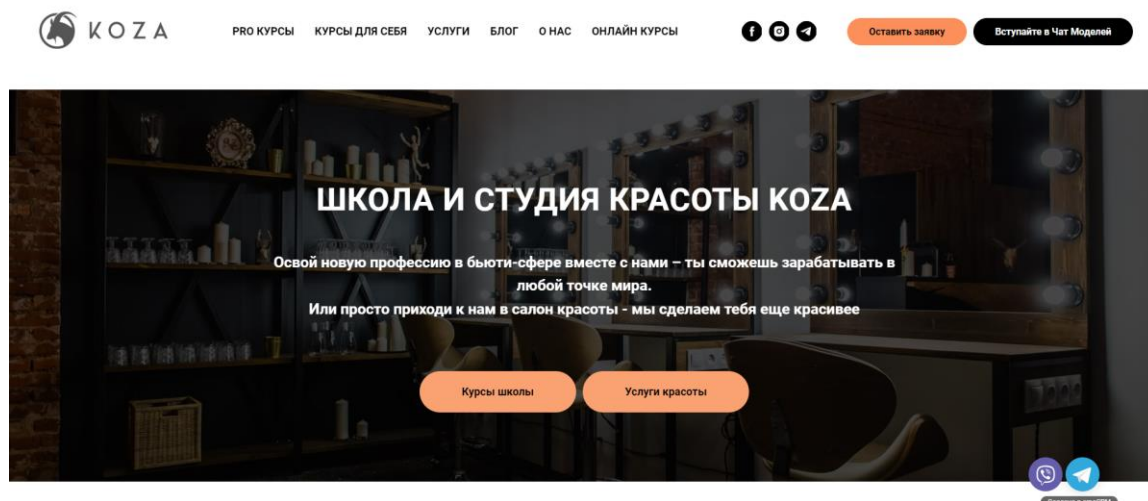 KOZA
PRO КУРСЫ КУРСЫ ДЛЯ СЕБЯ УСЛУГИ БЛОГ О НАС ОНЛАЙН КУРСЫ
Оставить заявку
Вступайте в Чат Моделей
ШКОЛА И СТУДИЯ КРАСОТЫ KOZA
Освой новую профессию в бьюти-сфере вместе с нами – ты сможешь зарабатывать в
любой точке мира.
Или просто приходи к нам в салон красоты - мы сделаем тебя еще красивее
Курсы школы
Услуги красоты